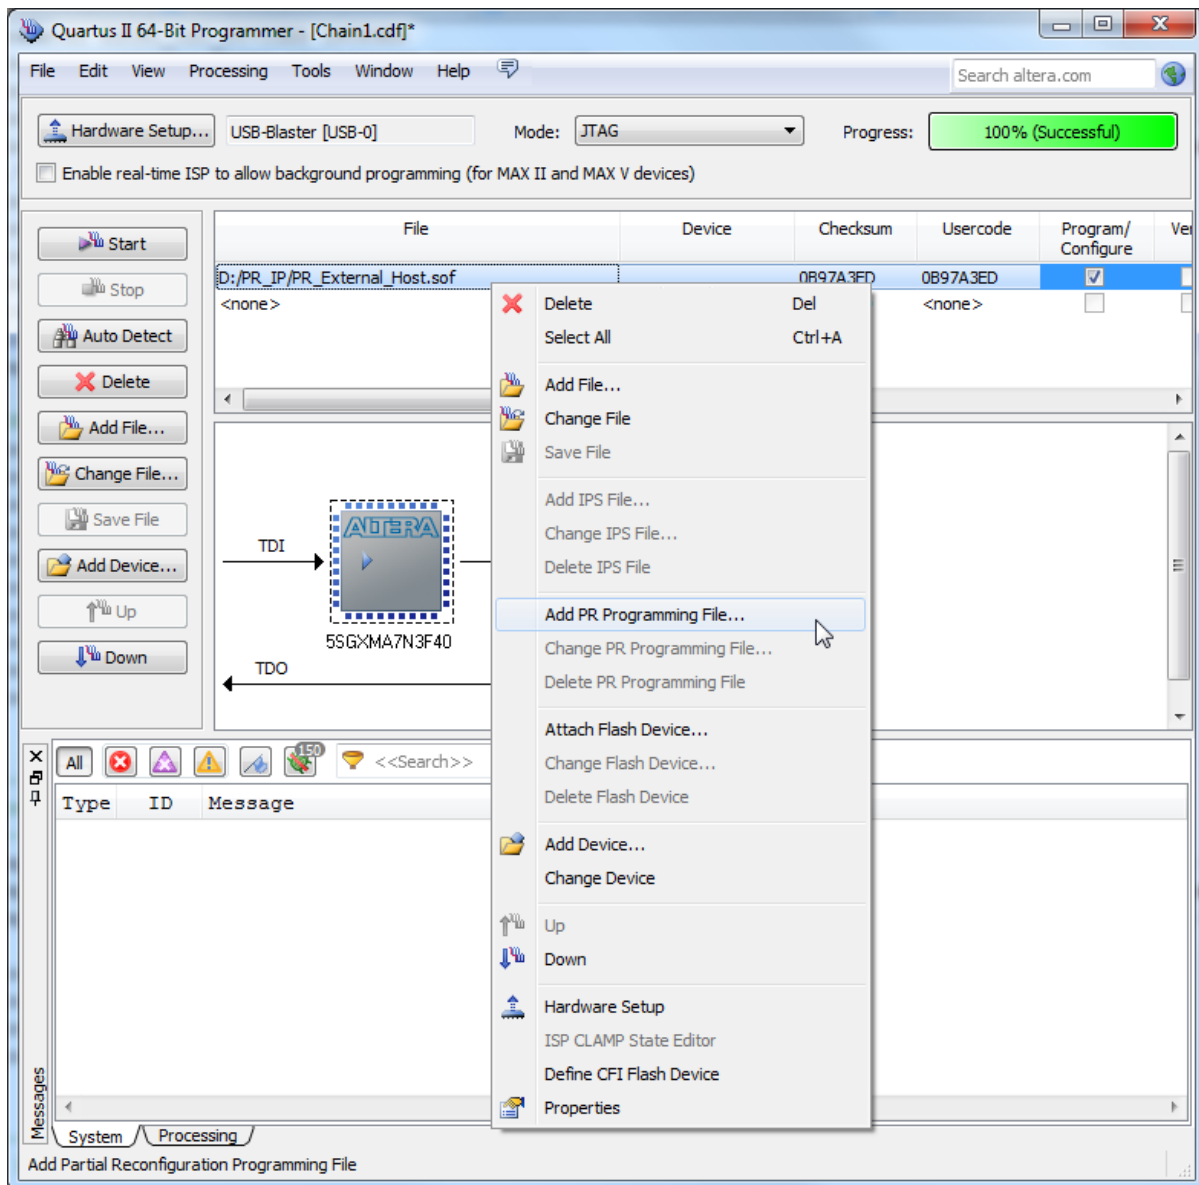 Quartus II 64-Bit Programmer - [Chain1.cdf]*
File Edit View Processing Tools Window Help
Search altera.com
Hardware Setup... USB-Blaster [USB-0] Mode: JTAG Progress: 100% (Successful)
Enable real-time ISP to allow background programming (for MAX II and MAX V devices)
Start
Stop
Auto Detect
Delete
Add File...
Change File...
Save File
Add Device...
Up
Down
File Device Checksum Usercode Program/ Ver
Configure
D:/PR_IP/PR_External_Host.sof 0B97A3ED 0B97A3ED
<none> <none>
ALTERA
TDI
5SGXMA7N3F40
TDO
Delete Del
Select All Ctrl+A
Add File...
Change File
Save File
Add IPS File...
Change IPS File...
Delete IPS File
Add PR Programming File...
Change PR Programming File...
Delete PR Programming File
Attach Flash Device...
Change Flash Device...
Delete Flash Device
Add Device...
Change Device
Up
Down
Hardware Setup
ISP CLAMP State Editor
Define CFI Flash Device
Properties
All 150 <<Search>>
Type ID Message
Messages
System Processing
Add Partial Reconfiguration Programming File